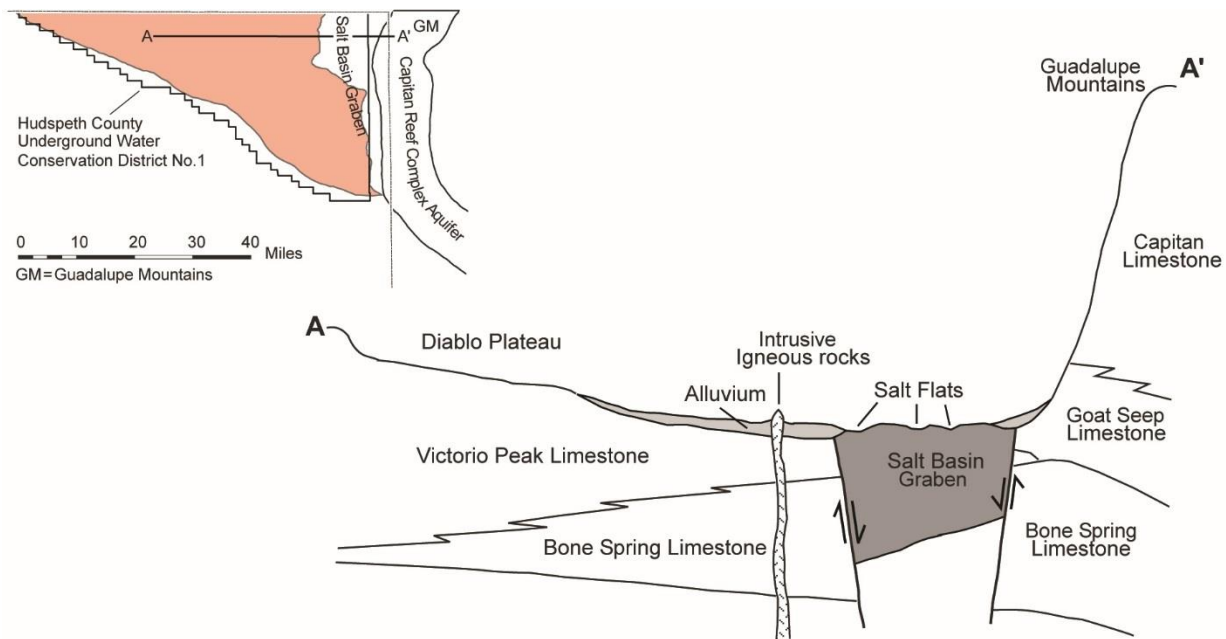 A
A'
GM
Salt Basin
Graben
Capitan Reef Complex Aquifer
Hudspeth County
Underground Water
Conservation District No.1
0 10 20 30 40
Miles
GM=Guadalupe Mountains
Guadalupe
Mountains
A'
Capitan
Limestone
A
Diablo Plateau
Intrusive
Igneous rocks
Alluvium
Salt Flats
Goat Seep
Limestone
Victorio Peak Limestone
Salt Basin
Graben
Bone Spring Limestone
Bone Spring
Limestone